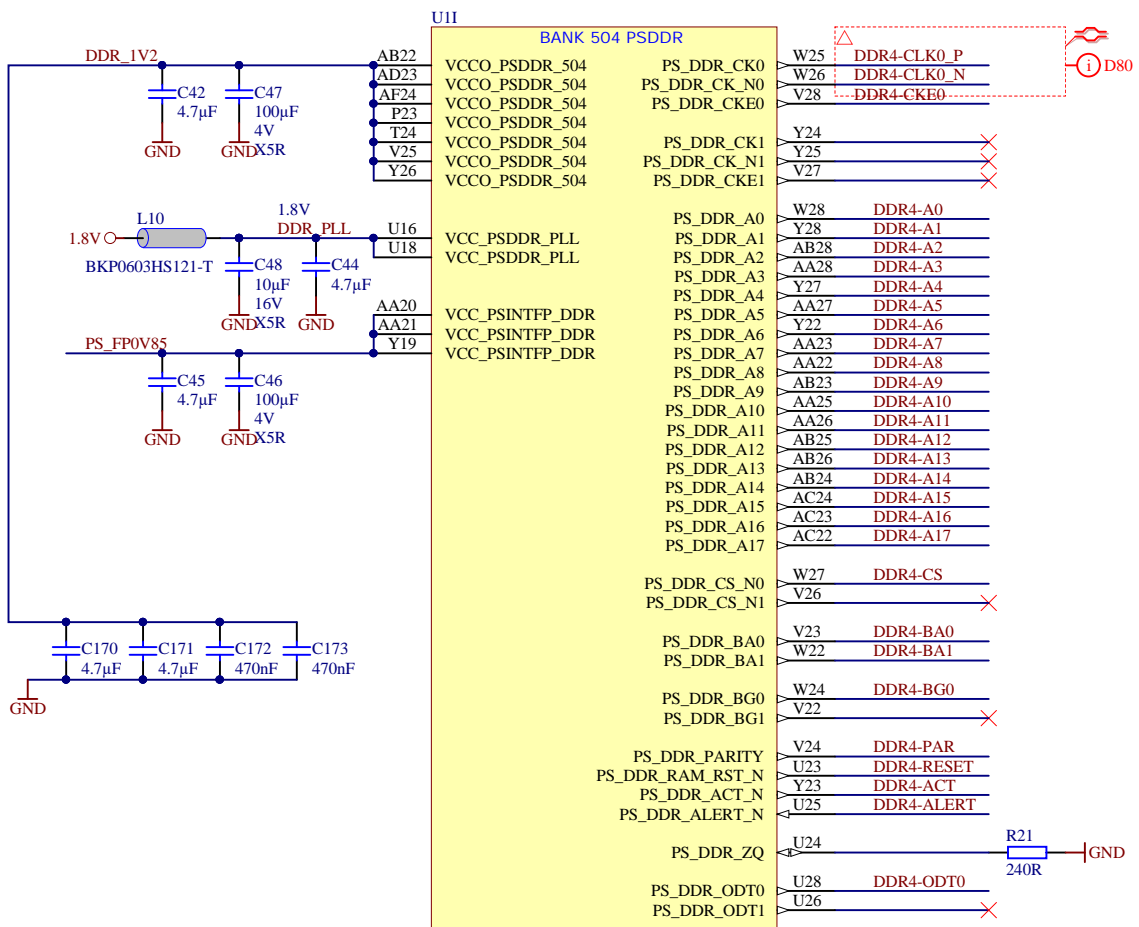 U1I
BANK 504 PSDDR
DDR_1V2
AB22 VCCO_PSDDR_504
AD23 VCCO_PSDDR_504
AF24 VCCO_PSDDR_504
P23 VCCO_PSDDR_504
T24 VCCO_PSDDR_504
V25 VCCO_PSDDR_504
Y26 VCCO_PSDDR_504
C42
4.7µF
GND
C47
100µF
4V
X5R
GND
1.8V
L10
BKP0603HS121-T
1.8V
DDR_PLL
U16 VCC_PSDDR_PLL
U18 VCC_PSDDR_PLL
C48
10µF
16V
X5R
GND
C44
4.7µF
GND
AA20 VCC_PSINTFP_DDR
AA21 VCC_PSINTFP_DDR
Y19 VCC_PSINTFP_DDR
PS_FP0V85
C45
4.7µF
GND
C46
100µF
4V
X5R
GND
C170
4.7µF
C171
4.7µF
C172
470nF
C173
470nF
GND
PS_DDR_CK0 W25 DDR4-CLK0_P
PS_DDR_CK_N0 W26 DDR4-CLK0_N
PS_DDR_CKE0 V28 DDR4-CKE0
i D80
PS_DDR_CK1 Y24
PS_DDR_CK_N1 Y25
PS_DDR_CKE1 V27
PS_DDR_A0 W28 DDR4-A0
PS_DDR_A1 Y28 DDR4-A1
PS_DDR_A2 AB28 DDR4-A2
PS_DDR_A3 AA28 DDR4-A3
PS_DDR_A4 Y27 DDR4-A4
PS_DDR_A5 AA27 DDR4-A5
PS_DDR_A6 Y22 DDR4-A6
PS_DDR_A7 AA23 DDR4-A7
PS_DDR_A8 AA22 DDR4-A8
PS_DDR_A9 AB23 DDR4-A9
PS_DDR_A10 AA25 DDR4-A10
PS_DDR_A11 AA26 DDR4-A11
PS_DDR_A12 AB25 DDR4-A12
PS_DDR_A13 AB26 DDR4-A13
PS_DDR_A14 AB24 DDR4-A14
PS_DDR_A15 AC24 DDR4-A15
PS_DDR_A16 AC23 DDR4-A16
PS_DDR_A17 AC22 DDR4-A17
PS_DDR_CS_N0 W27 DDR4-CS
PS_DDR_CS_N1 V26
PS_DDR_BA0 V23 DDR4-BA0
PS_DDR_BA1 W22 DDR4-BA1
PS_DDR_BG0 W24 DDR4-BG0
PS_DDR_BG1 V22
PS_DDR_PARITY V24 DDR4-PAR
PS_DDR_RAM_RST_N U23 DDR4-RESET
PS_DDR_ACT_N Y23 DDR4-ACT
PS_DDR_ALERT_N U25 DDR4-ALERT
PS_DDR_ZQ U24
R21
240R
GND
PS_DDR_ODT0 U28 DDR4-ODT0
PS_DDR_ODT1 U26